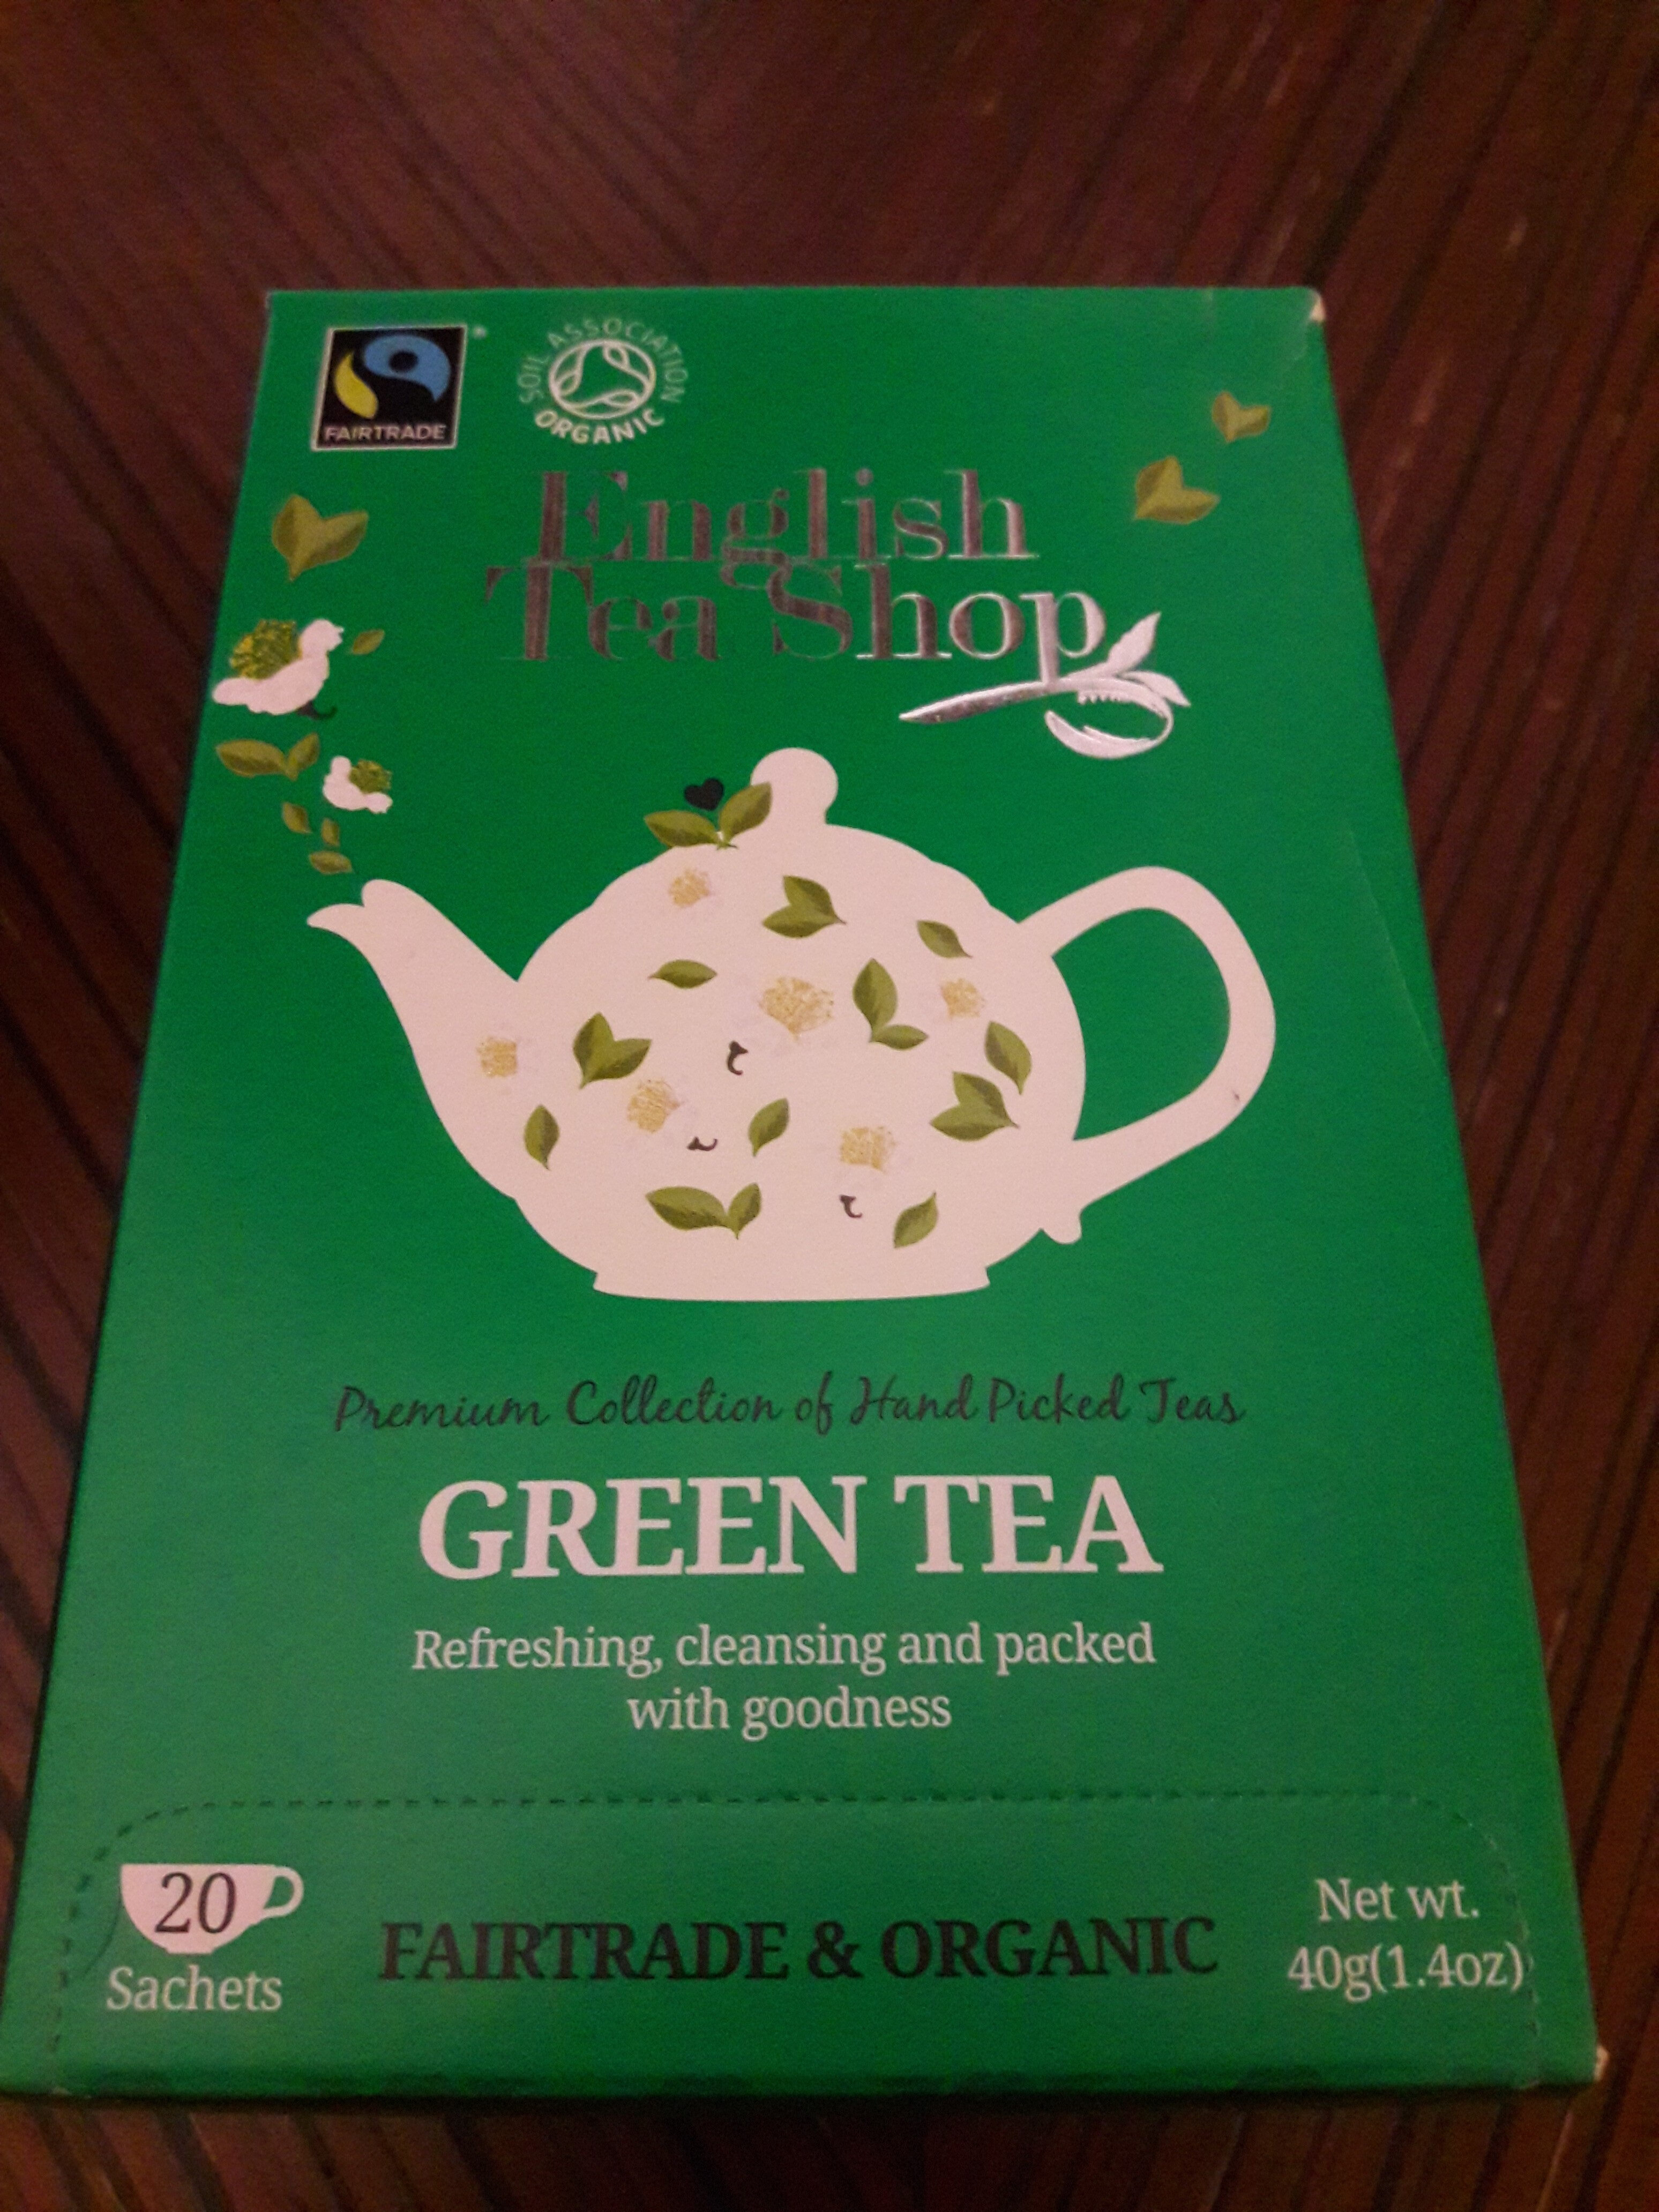 FAIRTRADE
SOIL ASSOCIATION
ORGANIC
English
Tea Shop
Premium Collection of Hand Picked Teas
GREEN TEA
Refreshing, cleansing and packed
with goodness
20
Sachets
FAIRTRADE & ORGANIC
Net wt.
40g(1.4oz)